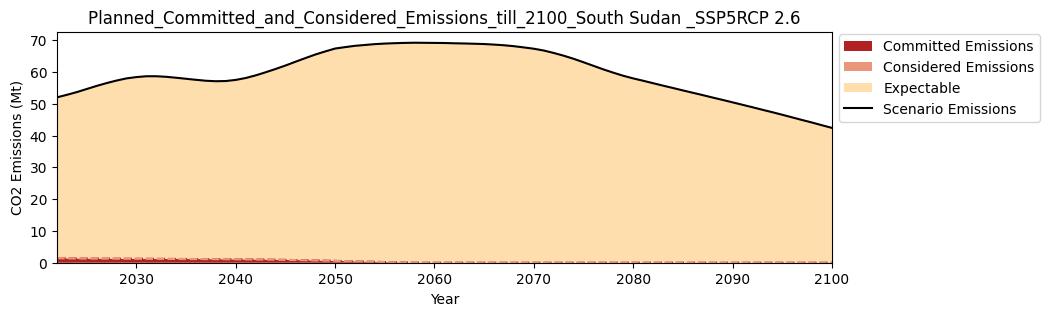 Planned_Committed_and_Considered_Emissions_till_2100_South Sudan _SSP5RCP 2.6
CO2 Emissions (Mt)
70
60
50
40
30
20
10
0
2030 2040 2050 2060 2070 2080 2090 2100
Year
Committed Emissions
Considered Emissions
Expectable
Scenario Emissions